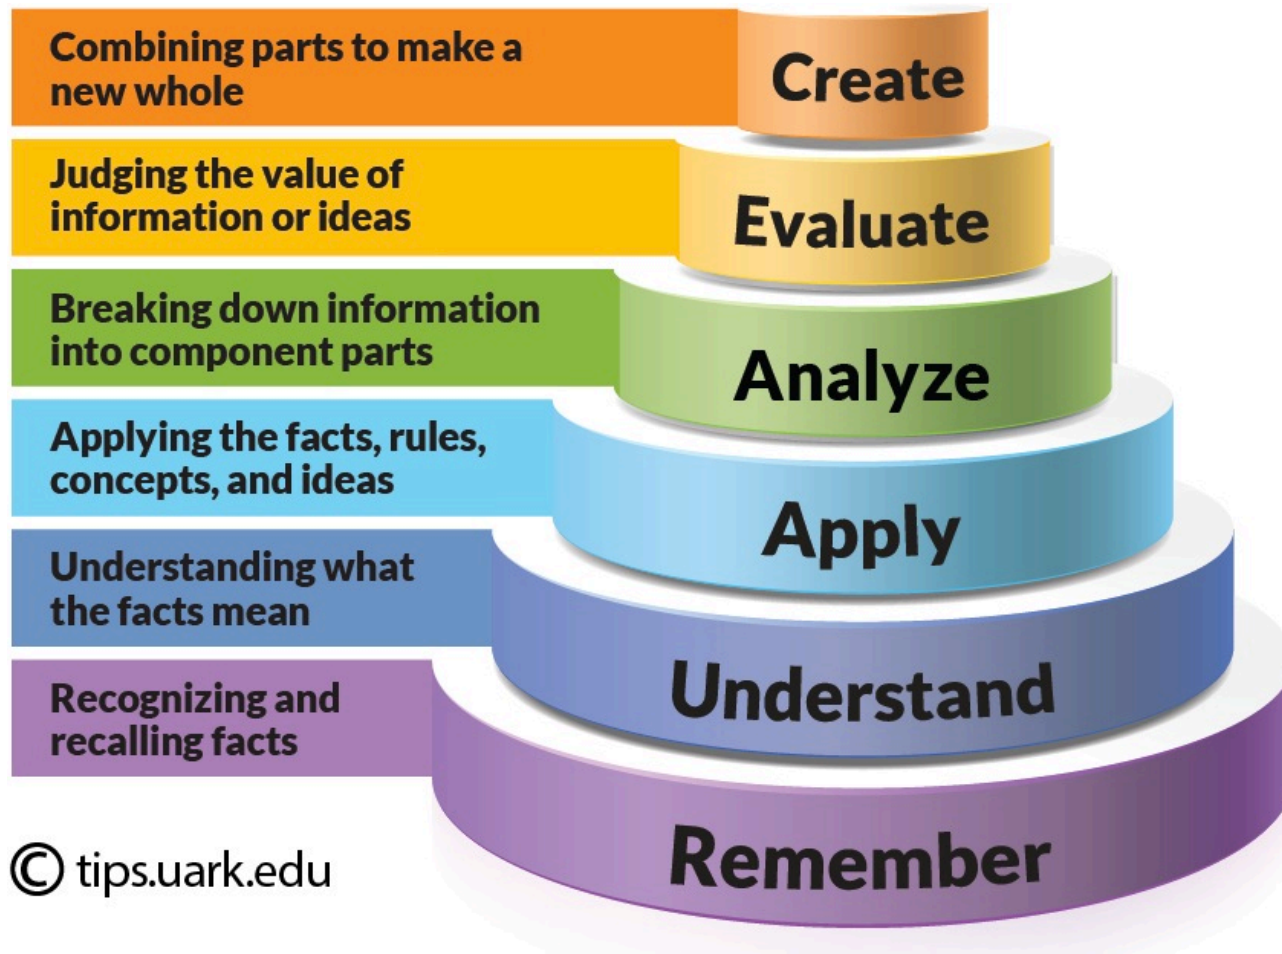 Combining parts to make a
new whole
Create
Judging the value of
information or ideas
Evaluate
Breaking down information
into component parts
Analyze
Applying the facts, rules,
concepts, and ideas
Apply
Understanding what
the facts mean
Understand
Recognizing and
recalling facts
Remember
© tips.uark.edu